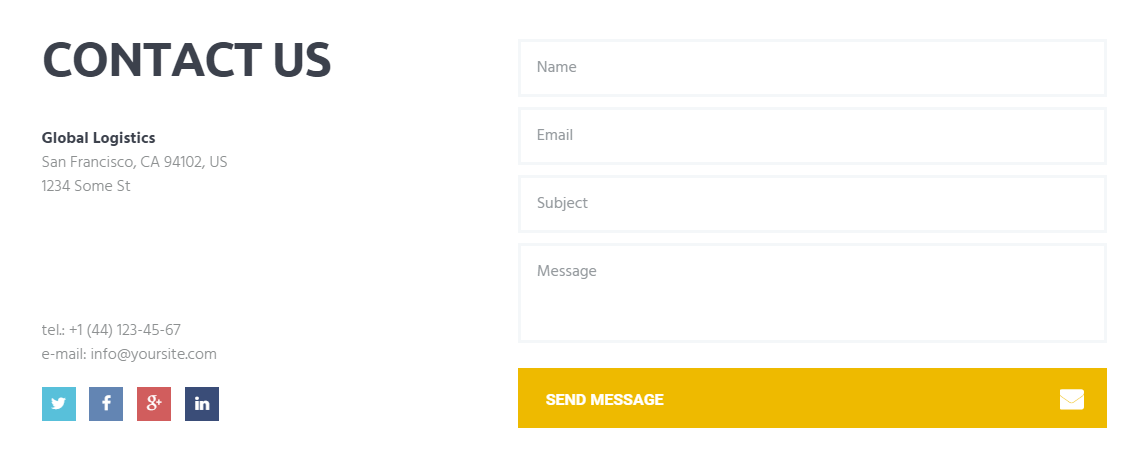 CONTACT US
Global Logistics
San Francisco, CA 94102, US
1234 Some St
tel.: +1 (44) 123-45-67
e-mail: info@yoursite.com
Name
Email
Subject
Message
SEND MESSAGE